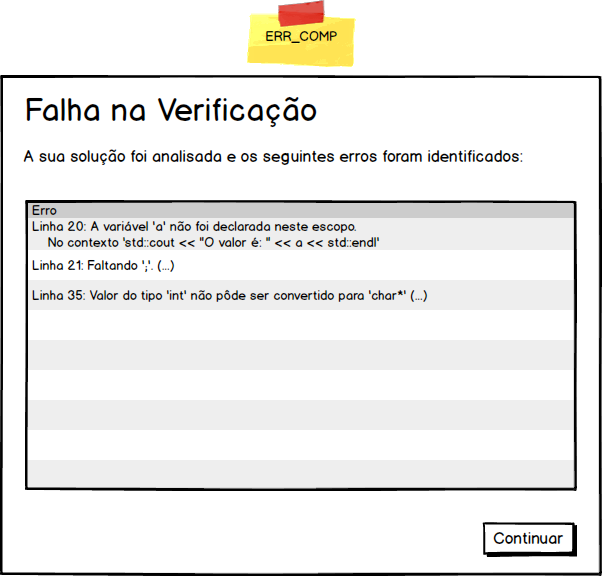 ERR_COMP
Falha na Verificação
A sua solução foi analisada e os seguintes erros foram identificados:
Erro
Linha 20: A variável 'a' não foi declarada neste escopo.
No contexto 'std::cout << "O valor é: " << a << std::endl'
Linha 21: Faltando ';'. (...)
Linha 35: Valor do tipo 'int' não pôde ser convertido para 'char*' (...)
Continuar